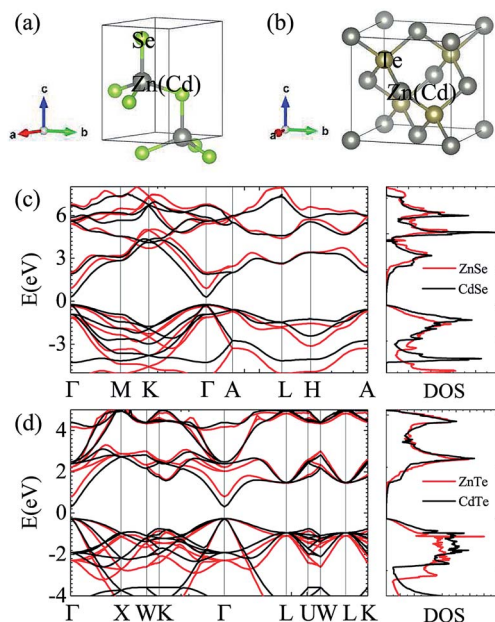 (a)
Se
Zn(Cd)
c
a
b
(b)
Te
Zn(Cd)
c
a
b
(c)
E(eV)
6
3
0
-3
Γ M K Γ A L H A
ZnSe
CdSe
DOS
(d)
E(eV)
4
2
0
-2
-4
Γ X W K Γ L U W L K
ZnTe
CdTe
DOS